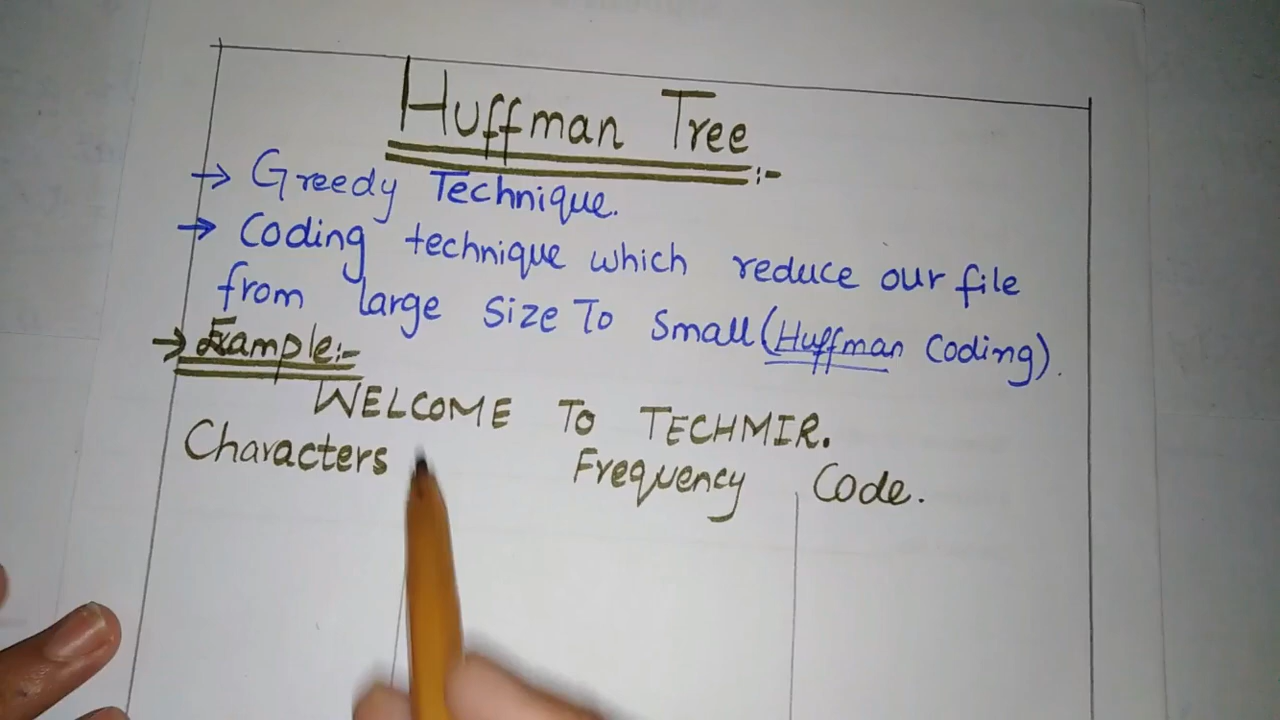 Huffman Tree :-
→ Greedy Technique.
→ Coding technique which reduce our file
from large Size To Small (Huffman Coding).
→ Example:-
WELCOME To TECHMIR.
Characters Frequency Code.